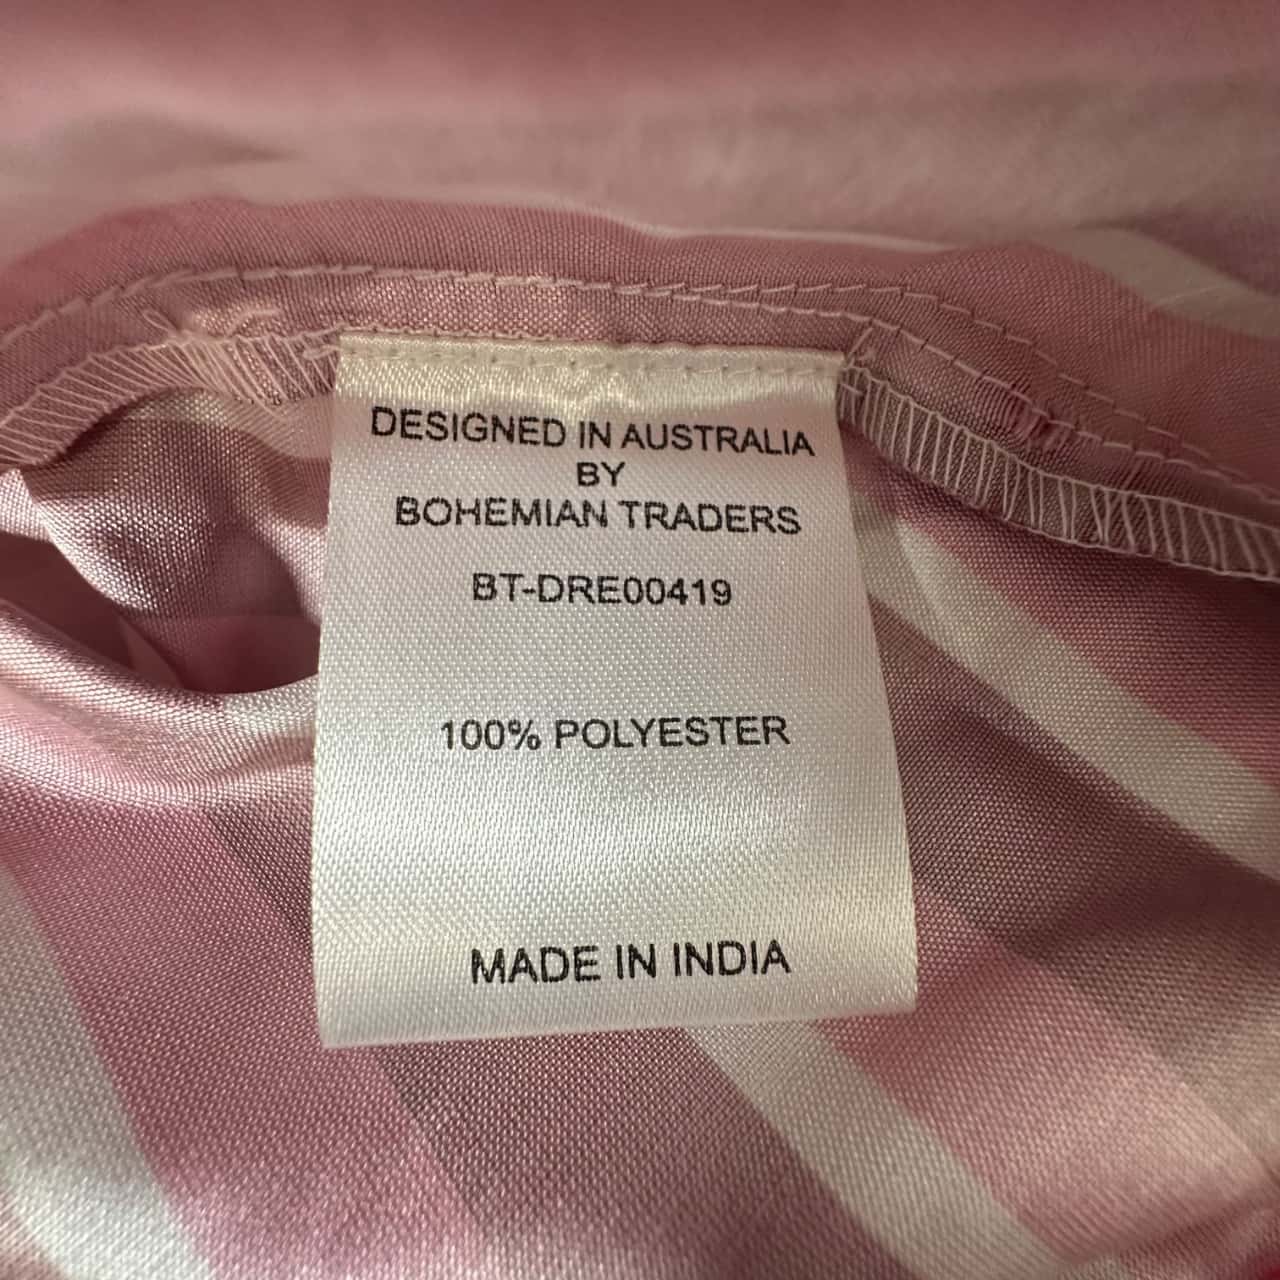 DESIGNED IN AUSTRALIA
BY
BOHEMIAN TRADERS
BT-DRE00419
100% POLYESTER
MADE IN INDIA